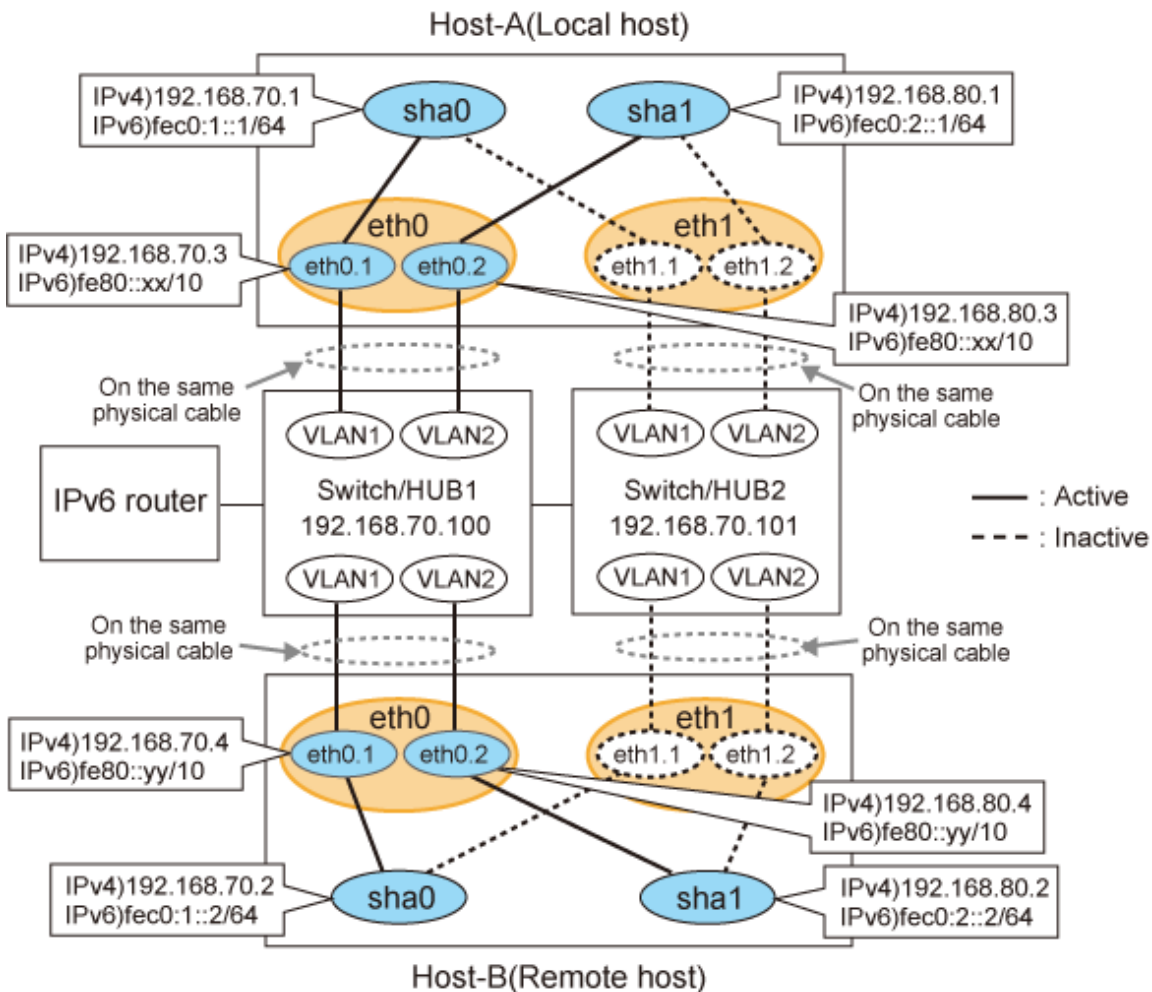 Host-A(Local host)
IPv4)192.168.70.1
IPv6)fec0:1::1/64
sha0
sha1
IPv4)192.168.80.1
IPv6)fec0:2::1/64
eth0
eth1
IPv4)192.168.70.3
IPv6)fe80::xx/10
eth0.1
eth0.2
eth1.1
eth1.2
IPv4)192.168.80.3
IPv6)fe80::xx/10
On the same
physical cable
On the same
physical cable
VLAN1
VLAN2
VLAN1
VLAN2
IPv6 router
Switch/HUB1
192.168.70.100
Switch/HUB2
192.168.70.101
: Active
: Inactive
VLAN1
VLAN2
VLAN1
VLAN2
On the same
physical cable
On the same
physical cable
eth0
eth1
IPv4)192.168.70.4
IPv6)fe80::yy/10
eth0.1
eth0.2
eth1.1
eth1.2
IPv4)192.168.80.4
IPv6)fe80::yy/10
IPv4)192.168.70.2
IPv6)fec0:1::2/64
sha0
sha1
IPv4)192.168.80.2
IPv6)fec0:2::2/64
Host-B(Remote host)